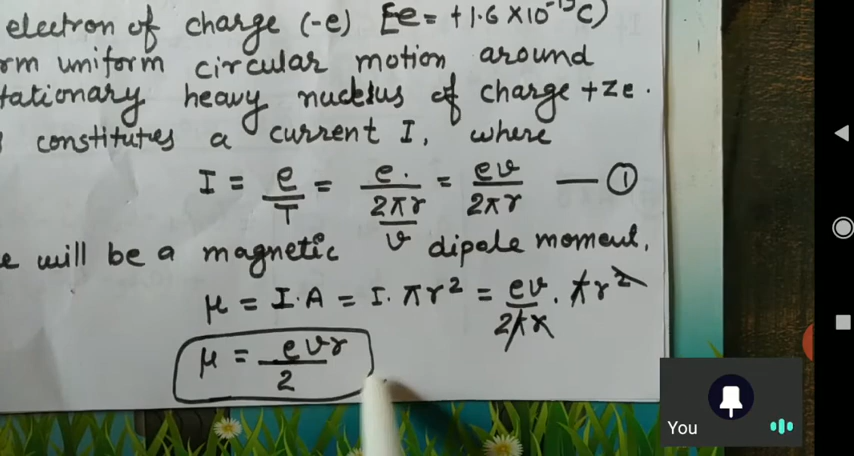 electron of charge (-e) [e = +1.6 × 10⁻¹⁹ C)
rm uniform circular motion around
tationary heavy nucleus of charge +ze.
constitutes a current I, where
I = e/T = e./(2πr/v) = ev/2πr — ①
e will be a magnetic dipole moment.
μ = I.A = I. πr² = ev/2πr . πr²
μ = evr/2
You